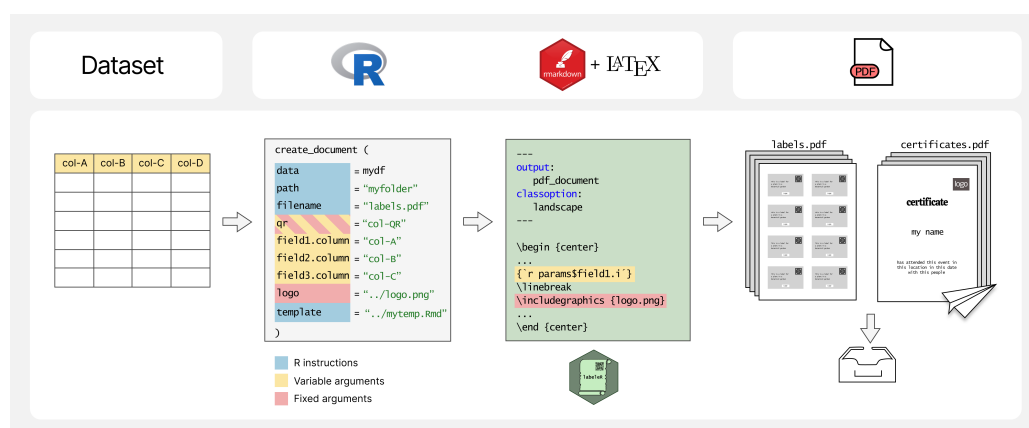 Dataset
R
rmarkdown
+ LATEX
PDF
col-A col-B col-C col-D
create_document (
data = mydf
path = “myfolder”
filename = “labels.pdf”
qr = “col-QR”
field1.column = “col-A”
field2.column = “col-B”
field3.column = “col-C”
logo = “../logo.png”
template = “../mytemp.Rmd”
)
R instructions
Variable arguments
Fixed arguments
---
output:
pdf_document
classoption:
landscape
---
\begin {center}
...
{`r params$field1.i´}
\linebreak
\includegraphics {logo.png}
...
\end {center}
labeleR
labels.pdf
certificates.pdf
logo
certificate
my name
has attended this event in
this location in this date
with this people